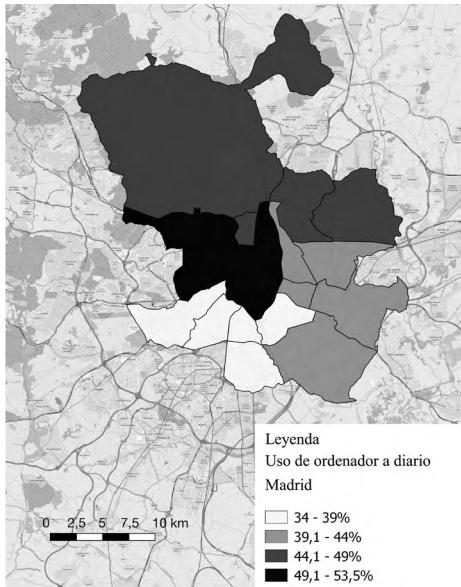 Leyenda
Uso de ordenador a diario
Madrid
34 - 39%
39,1 - 44%
44,1 - 49%
49,1 - 53,5%
0 2,5 5 7,5 10 km